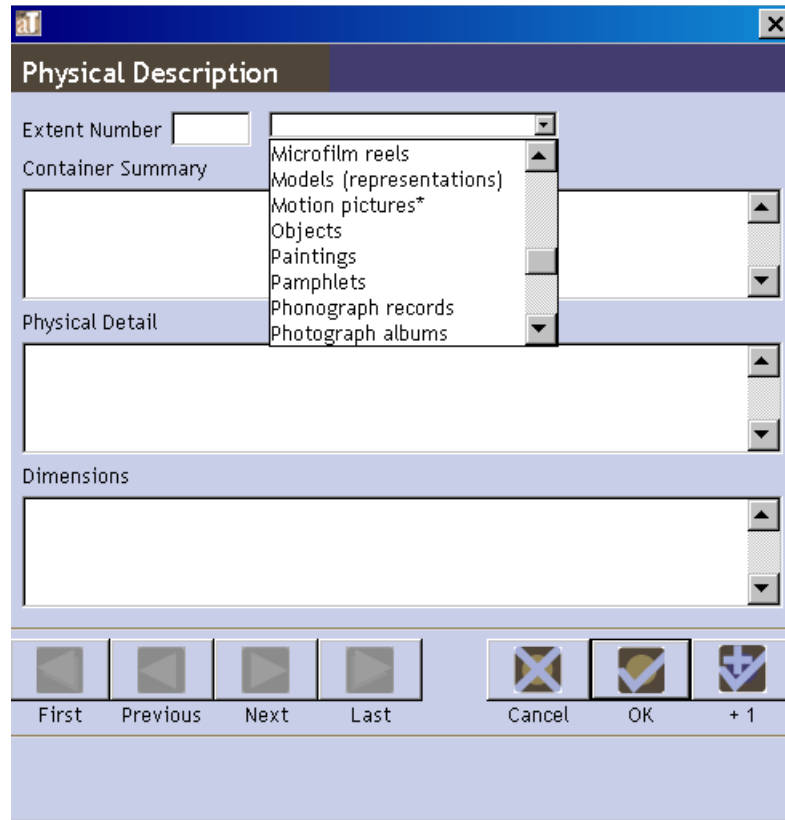 aT
Physical Description
Extent Number
Microfilm reels
Container Summary
Models (representations)
Motion pictures*
Objects
Paintings
Pamphlets
Phonograph records
Physical Detail
Photograph albums
Dimensions
First Previous Next Last Cancel OK + 1